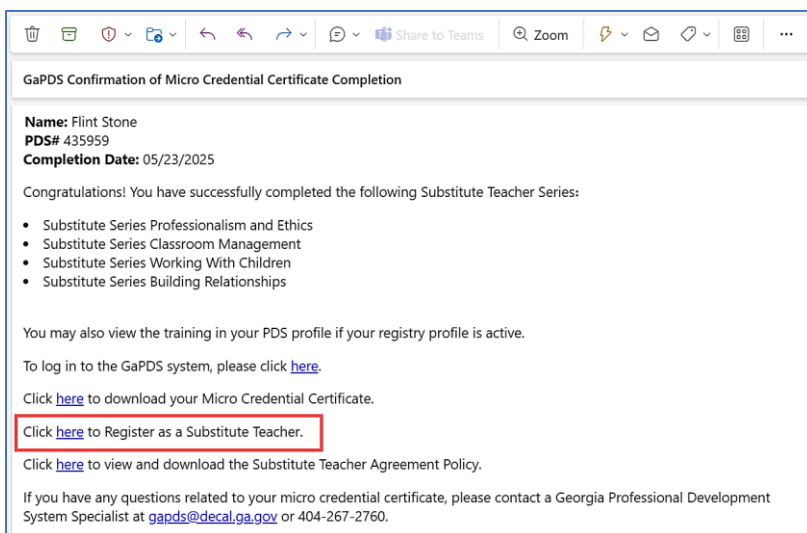 Share to Teams Zoom
GaPDS Confirmation of Micro Credential Certificate Completion
Name: Flint Stone
PDS# 435959
Completion Date: 05/23/2025
Congratulations! You have successfully completed the following Substitute Teacher Series:
• Substitute Series Professionalism and Ethics
• Substitute Series Classroom Management
• Substitute Series Working With Children
• Substitute Series Building Relationships
You may also view the training in your PDS profile if your registry profile is active.
To log in to the GaPDS system, please click here.
Click here to download your Micro Credential Certificate.
Click here to Register as a Substitute Teacher.
Click here to view and download the Substitute Teacher Agreement Policy.
If you have any questions related to your micro credential certificate, please contact a Georgia Professional Development
System Specialist at gapds@decal.ga.gov or 404-267-2760.